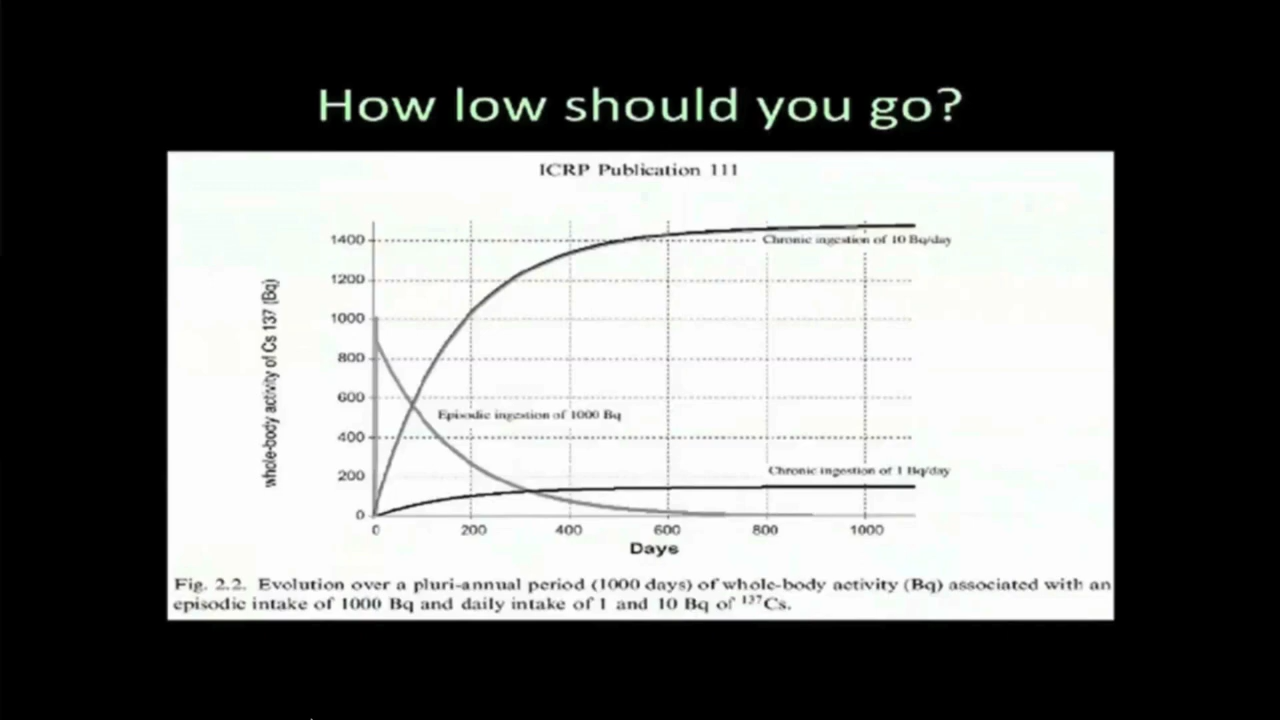 How low should you go?
ICRP Publication 111
whole-body activity of Cs 137 (Bq)
1400
1200
1000
800
600
400
200
0
Chronic ingestion of 10 Bq/day
Episodic ingestion of 1000 Bq
Chronic ingestion of 1 Bq/day
0 200 400 600 800 1000
Days
Fig. 2.2. Evolution over a pluri-annual period (1000 days) of whole-body activity (Bq) associated with an
episodic intake of 1000 Bq and daily intake of 1 and 10 Bq of ¹³⁷Cs.